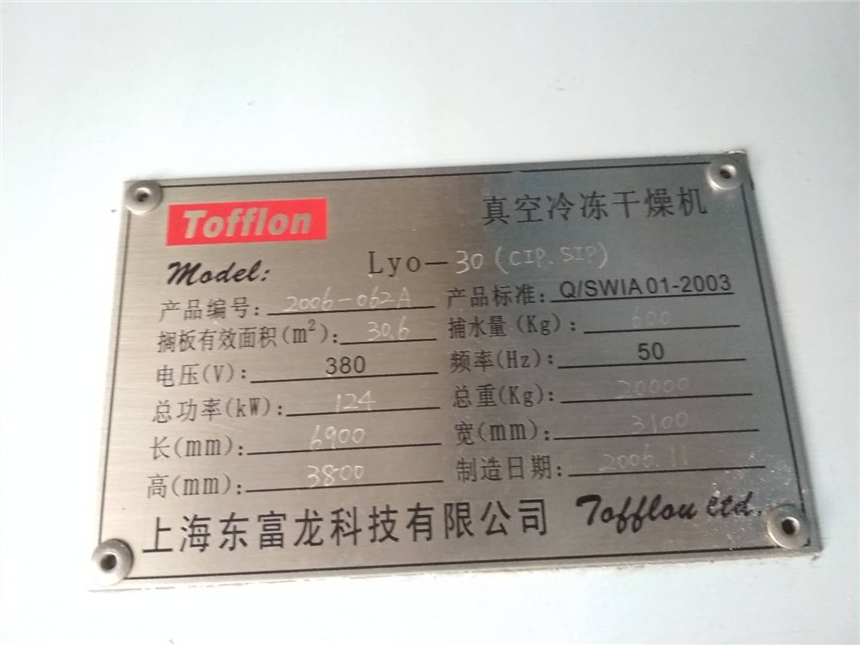 Tofflon 真空冷冻干燥机
Model: Lyo-30(CIP.SIP)
产品编号: 2006-062A 产品标准: Q/SWIA01-2003
搁板有效面积(m²): 30.6 捕水量(Kg): 600
电压(V): 380 频率(Hz): 50
总功率(kW): 124 总重(Kg): 20000
长(mm): 6900 宽(mm): 3100
高(mm): 3800 制造日期: 2006.11
上海东富龙科技有限公司 Tofflon Ltd.